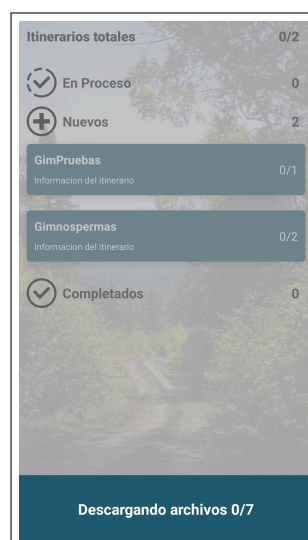 Itinerarios totales 0/2
En Proceso 0
Nuevos 2
GimPruebas
Informacion del itinerario 0/1
Gimnospermas
Informacion del itinerario 0/2
Completados 0
Descargando archivos 0/7